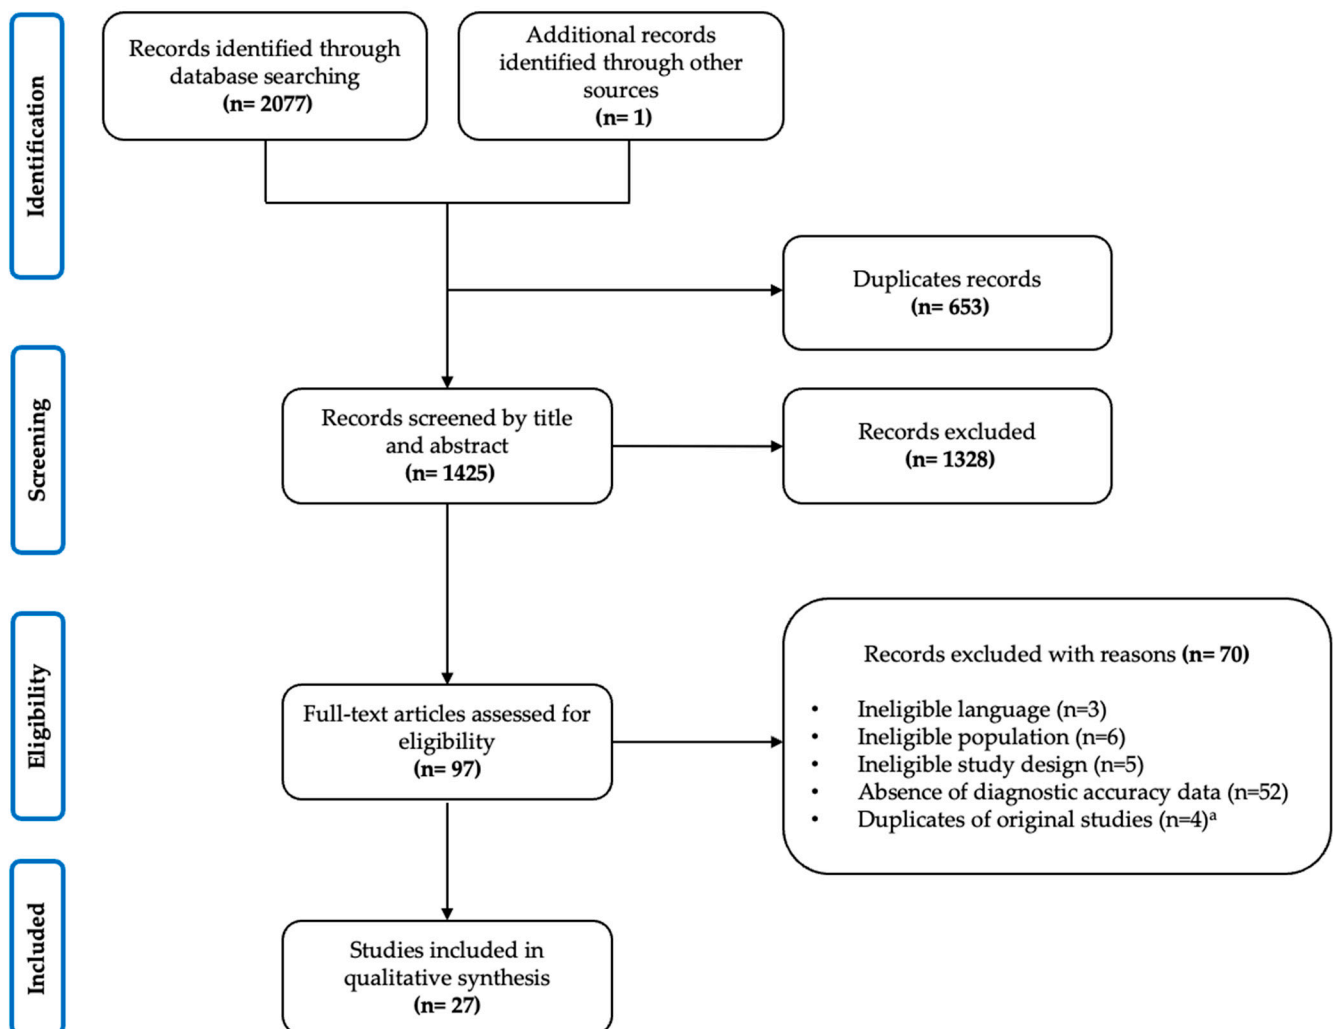 Identification
Records identified through
database searching
(n= 2077)
Additional records
identified through other
sources
(n= 1)
Duplicates records
(n= 653)
Screening
Records screened by title
and abstract
(n= 1425)
Records excluded
(n= 1328)
Eligibility
Full-text articles assessed for
eligibility
(n= 97)
Records excluded with reasons (n= 70)
• Ineligible language (n=3)
• Ineligible population (n=6)
• Ineligible study design (n=5)
• Absence of diagnostic accuracy data (n=52)
• Duplicates of original studies (n=4)ᵃ
Included
Studies included in
qualitative synthesis
(n= 27)